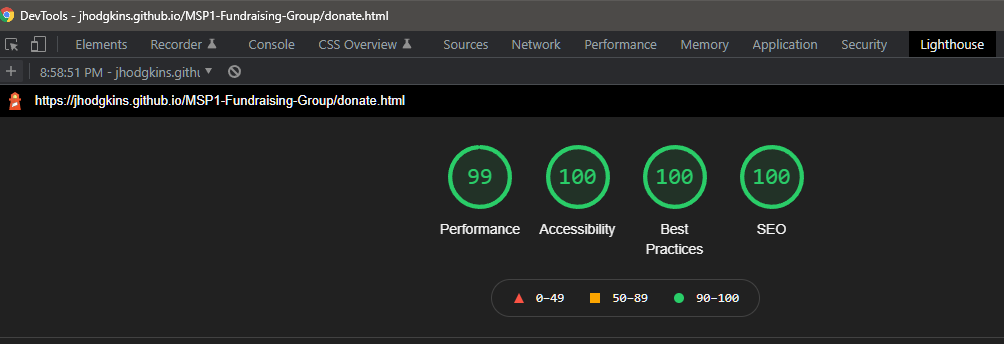 DevTools - jhodgkins.github.io/MSP1-Fundraising-Group/donate.html
Elements Recorder Console CSS Overview Sources Network Performance Memory Application Security Lighthouse
+ 8:58:51 PM - jhodgkins.githu
https://jhodgkins.github.io/MSP1-Fundraising-Group/donate.html
99 100 100 100
Performance Accessibility Best Practices SEO
0–49 50–89 90–100